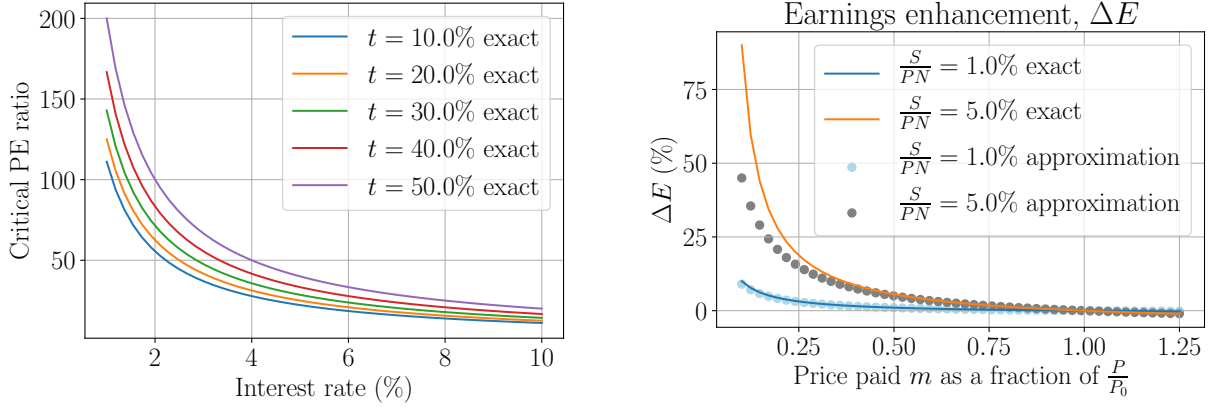 200
175
150
125
100
75
50
Critical PE ratio
t = 10.0% exact
t = 20.0% exact
t = 30.0% exact
t = 40.0% exact
t = 50.0% exact
2 4 6 8 10
Interest rate (%)
Earnings enhancement, ΔE
75
50
25
0
ΔE (%)
S/PN = 1.0% exact
S/PN = 5.0% exact
S/PN = 1.0% approximation
S/PN = 5.0% approximation
0.25 0.50 0.75 1.00 1.25
Price paid m as a fraction of P/P₀